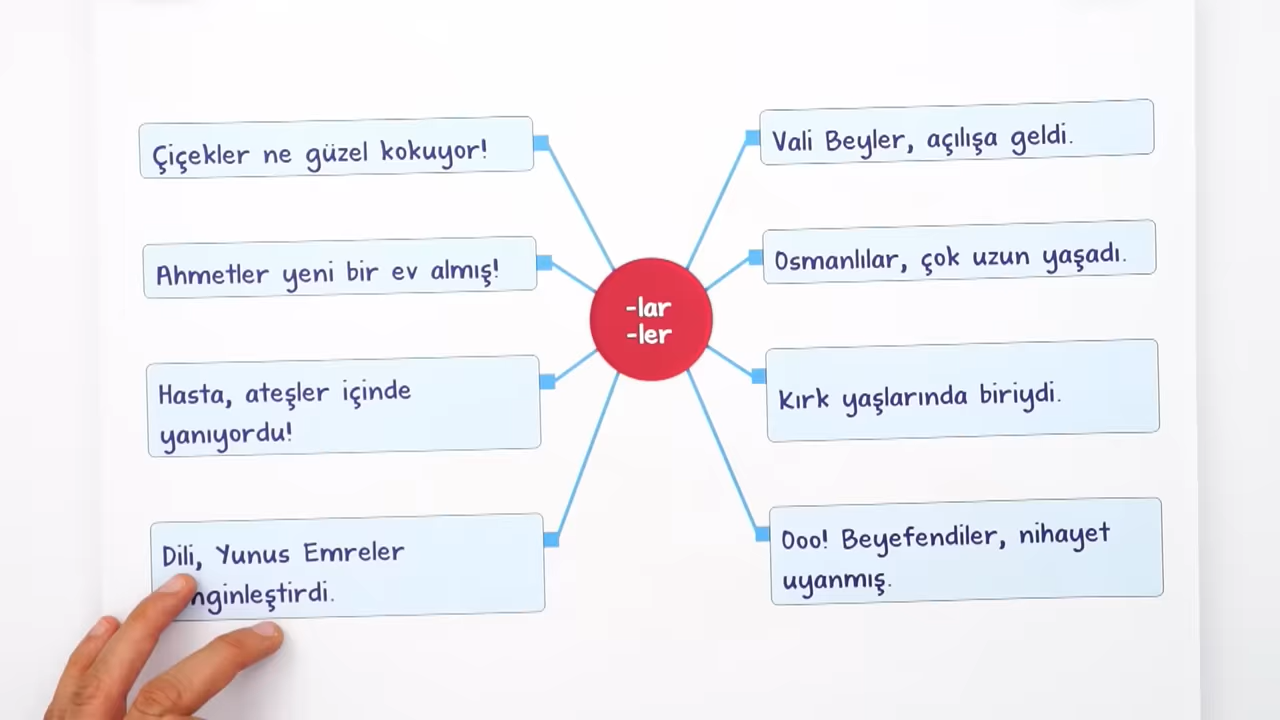 Çiçekler ne güzel kokuyor!
Ahmetler yeni bir ev almış!
Hasta, ateşler içinde
yanıyordu!
Dili, Yunus Emreler
-lar
-ler
Vali Beyler, açılışa geldi.
Osmanlılar, çok uzun yaşadı.
Kırk yaşlarında biriydi.
Ooo! Beyefendiler, nihayet
uyanmış.